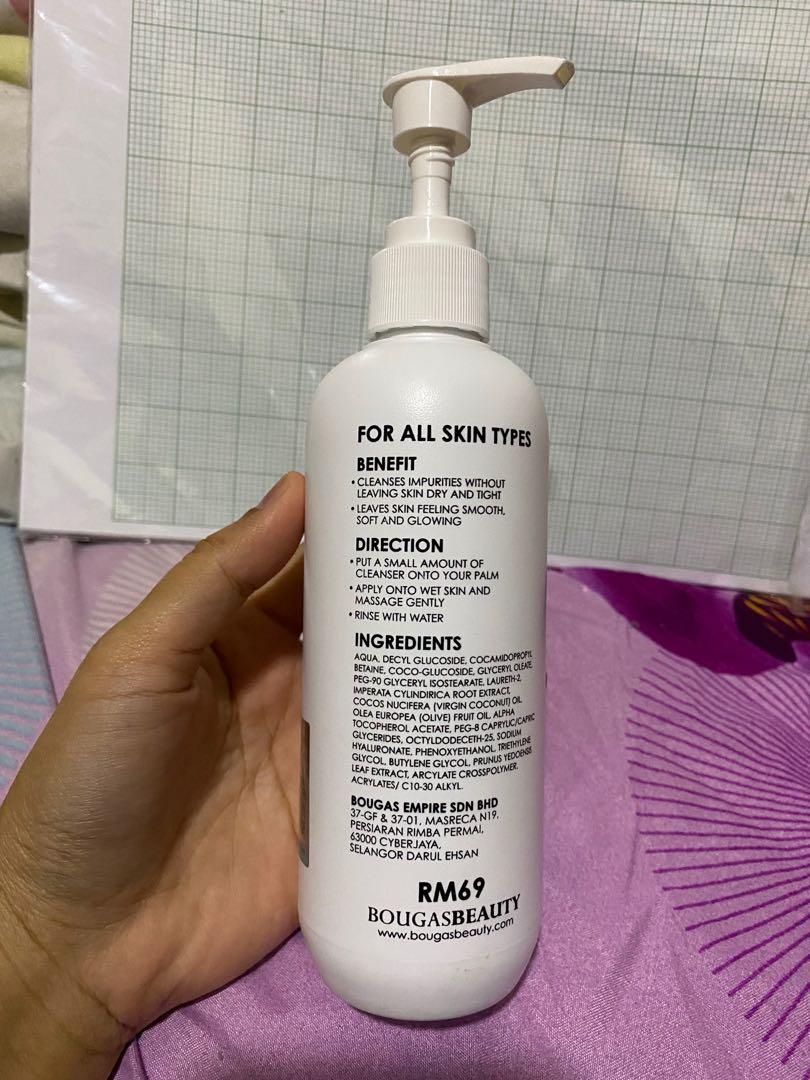 FOR ALL SKIN TYPES
BENEFIT
• CLEANSES IMPURITIES WITHOUT
LEAVING SKIN DRY AND TIGHT
• LEAVES SKIN FEELING SMOOTH,
SOFT AND GLOWING
DIRECTION
• PUT A SMALL AMOUNT OF
CLEANSER ONTO YOUR PALM
• APPLY ONTO WET SKIN AND
MASSAGE GENTLY
• RINSE WITH WATER
INGREDIENTS
AQUA, DECYL GLUCOSIDE, COCAMIDOPROPYL
BETAINE, COCO-GLUCOSIDE, GLYCERYL OLEATE,
PEG-90 GLYCERYL ISOSTEARATE, LAURETH-2,
IMPERATA CYLINDIRICA ROOT EXTRACT,
COCOS NUCIFERA (VIRGIN COCONUT) OIL
OLEA EUROPEA (OLIVE) FRUIT OIL, ALPHA
TOCOPHEROL ACETATE, PEG-8 CAPRYLIC/CAPRIC
GLYCERIDES, OCTYLDODECETH-25, SODIUM
HYALURONATE, PHENOXYETHANOL, TRIETHYLENE
GLYCOL, BUTYLENE GLYCOL, PRUNUS YEDOENSIS
LEAF EXTRACT, ARCYLATE CROSSPOLYMER,
ACRYLATES/ C10-30 ALKYL.
BOUGAS EMPIRE SDN BHD
37-GF & 37-01, MASRECA N19,
PERSIARAN RIMBA PERMAI,
63000 CYBERJAYA,
SELANGOR DARUL EHSAN
RM69
BOUGASBEAUTY
www.bougasbeauty.com